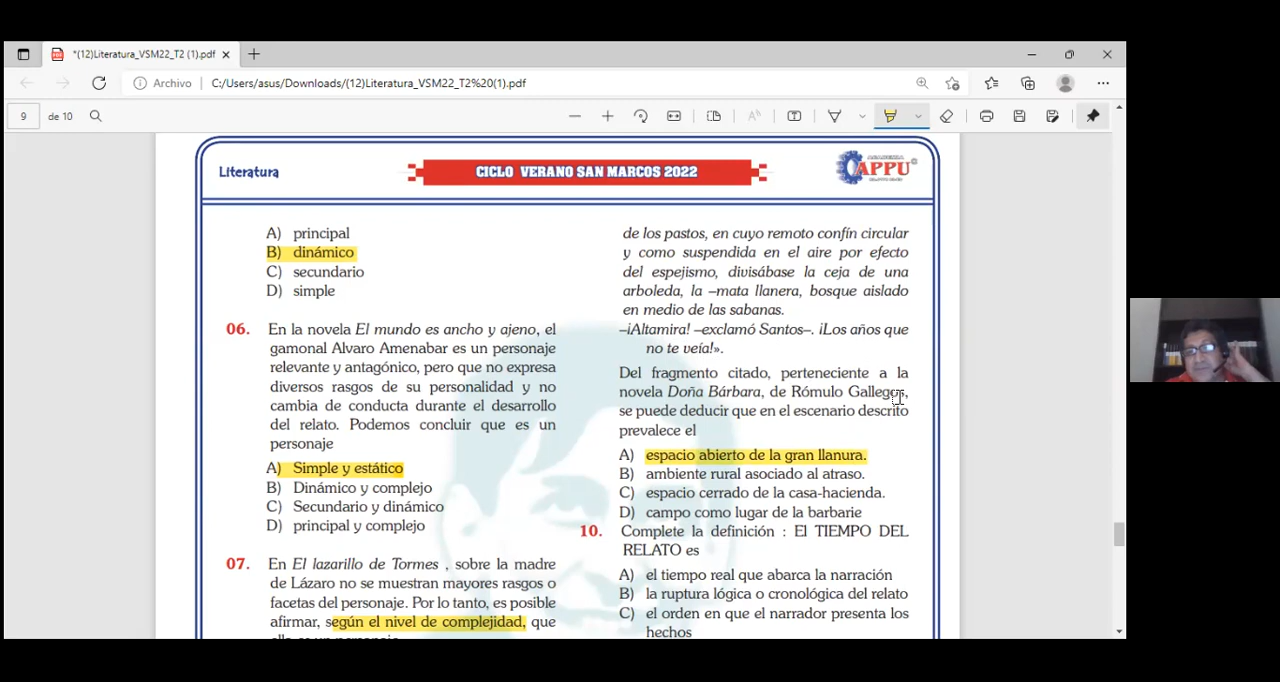 *(12)Literatura_VSM22_T2 (1).pdf
Archivo
C:/Users/asus/Downloads/(12)Literatura_VSM22_T2%20(1).pdf
9
de 10
Literatura
CICLO VERANO SAN MARCOS 2022
ACADEMIA
APPU
A) principal
B) dinámico
C) secundario
D) simple
06. En la novela El mundo es ancho y ajeno, el
gamonal Alvaro Amenabar es un personaje
relevante y antagónico, pero que no expresa
diversos rasgos de su personalidad y no
cambia de conducta durante el desarrollo
del relato. Podemos concluir que es un
personaje
A) Simple y estático
B) Dinámico y complejo
C) Secundario y dinámico
D) principal y complejo
07. En El lazarillo de Tormes , sobre la madre
de Lázaro no se muestran mayores rasgos o
facetas del personaje. Por lo tanto, es posible
afirmar, según el nivel de complejidad, que
de los pastos, en cuyo remoto confín circular
y como suspendida en el aire por efecto
del espejismo, divisábase la ceja de una
arboleda, la –mata llanera, bosque aislado
en medio de las sabanas.
–¡Altamira! –exclamó Santos–. ¡Los años que
no te veía!».
Del fragmento citado, perteneciente a la
novela Doña Bárbara, de Rómulo Gallegos,
se puede deducir que en el escenario descrito
prevalece el
A) espacio abierto de la gran llanura.
B) ambiente rural asociado al atraso.
C) espacio cerrado de la casa-hacienda.
D) campo como lugar de la barbarie
10. Complete la definición : El TIEMPO DEL
RELATO es
A) el tiempo real que abarca la narración
B) la ruptura lógica o cronológica del relato
C) el orden en que el narrador presenta los
hechos